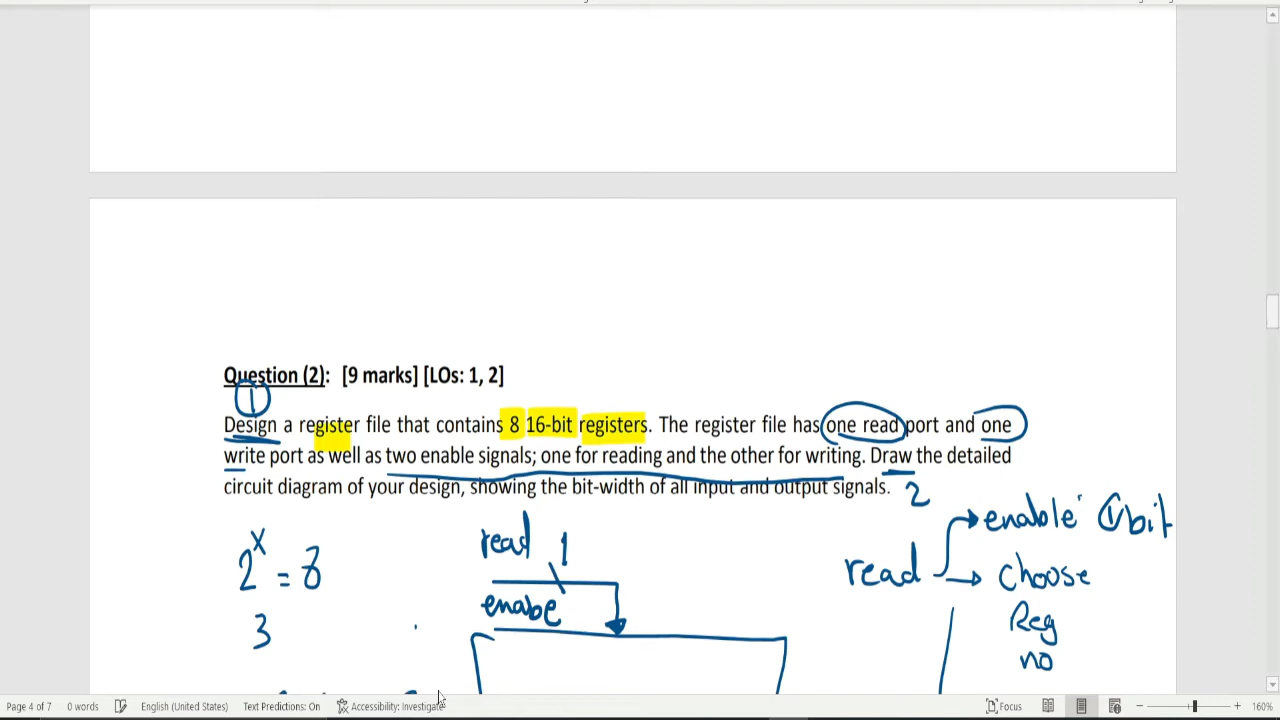 Question (2): [9 marks] [LOs: 1, 2]
1
Design a register file that contains 8 16-bit registers. The register file has one read port and one
write port as well as two enable signals; one for reading and the other for writing. Draw the detailed
circuit diagram of your design, showing the bit-width of all input and output signals.
2
read 1
enabe
2^x = 8
3
read
enable 1 bit
choose
Reg
no
Page 4 of 7 0 words English (United States) Text Predictions: On Accessibility: Investigate Focus 160%